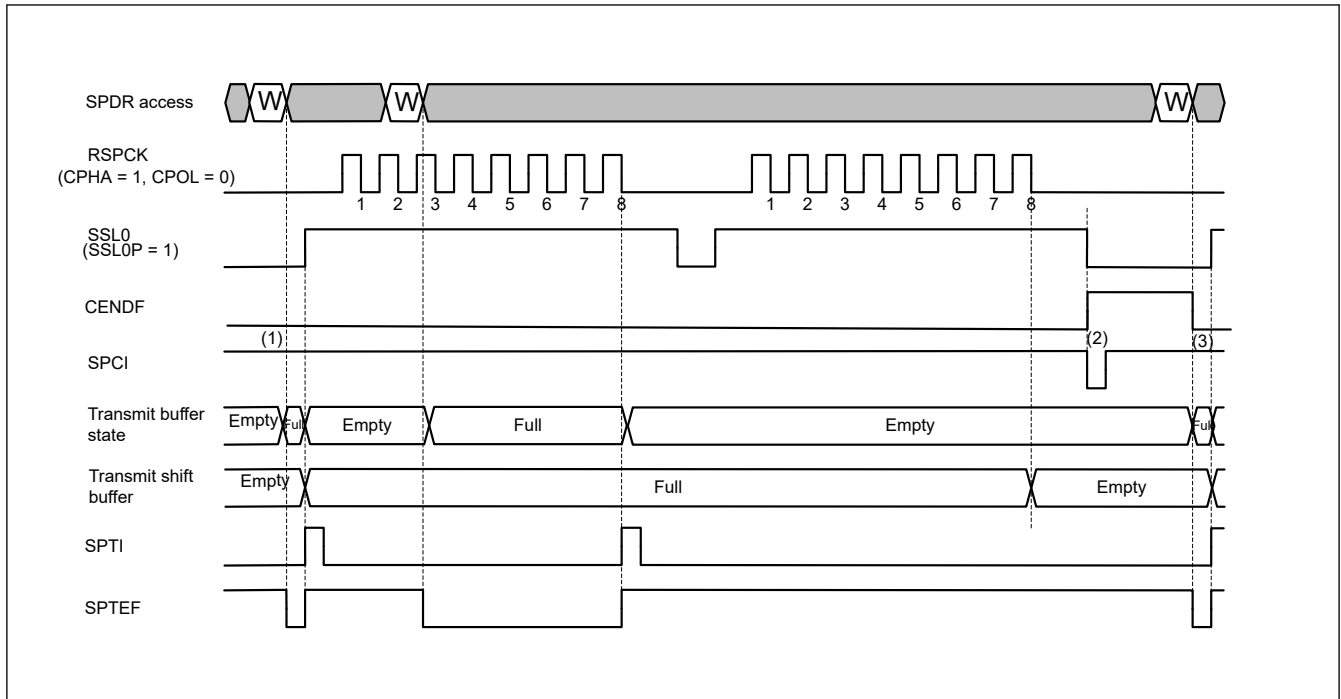 SPDR access
W
W
W
RSPCK
(CPHA = 1, CPOL = 0)
1 2 3 4 5 6 7 8
1 2 3 4 5 6 7 8
SSL0
(SSL0P = 1)
CENDF
(1)
(2)
(3)
SPCI
Transmit buffer
state
Empty
Full
Empty
Full
Empty
Full
Transmit shift
buffer
Empty
Full
Empty
SPTI
SPTEF